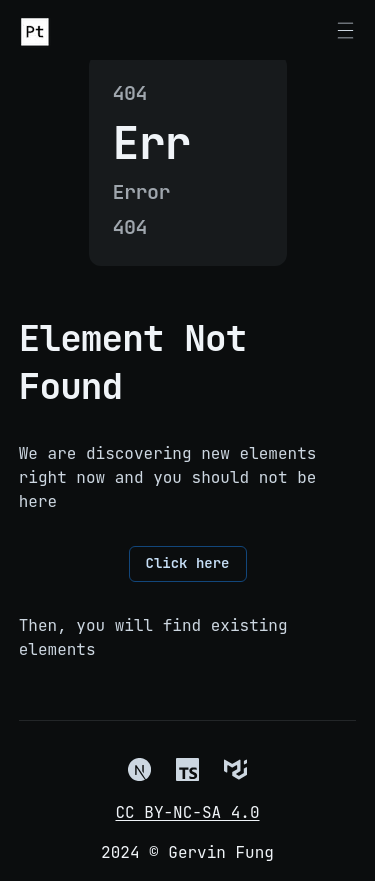 Pt
404
Err
Error
404
Element Not
Found
We are discovering new elements
right now and you should not be
here
Click here
Then, you will find existing
elements
N
TS
CC BY-NC-SA 4.0
2024 © Gervin Fung